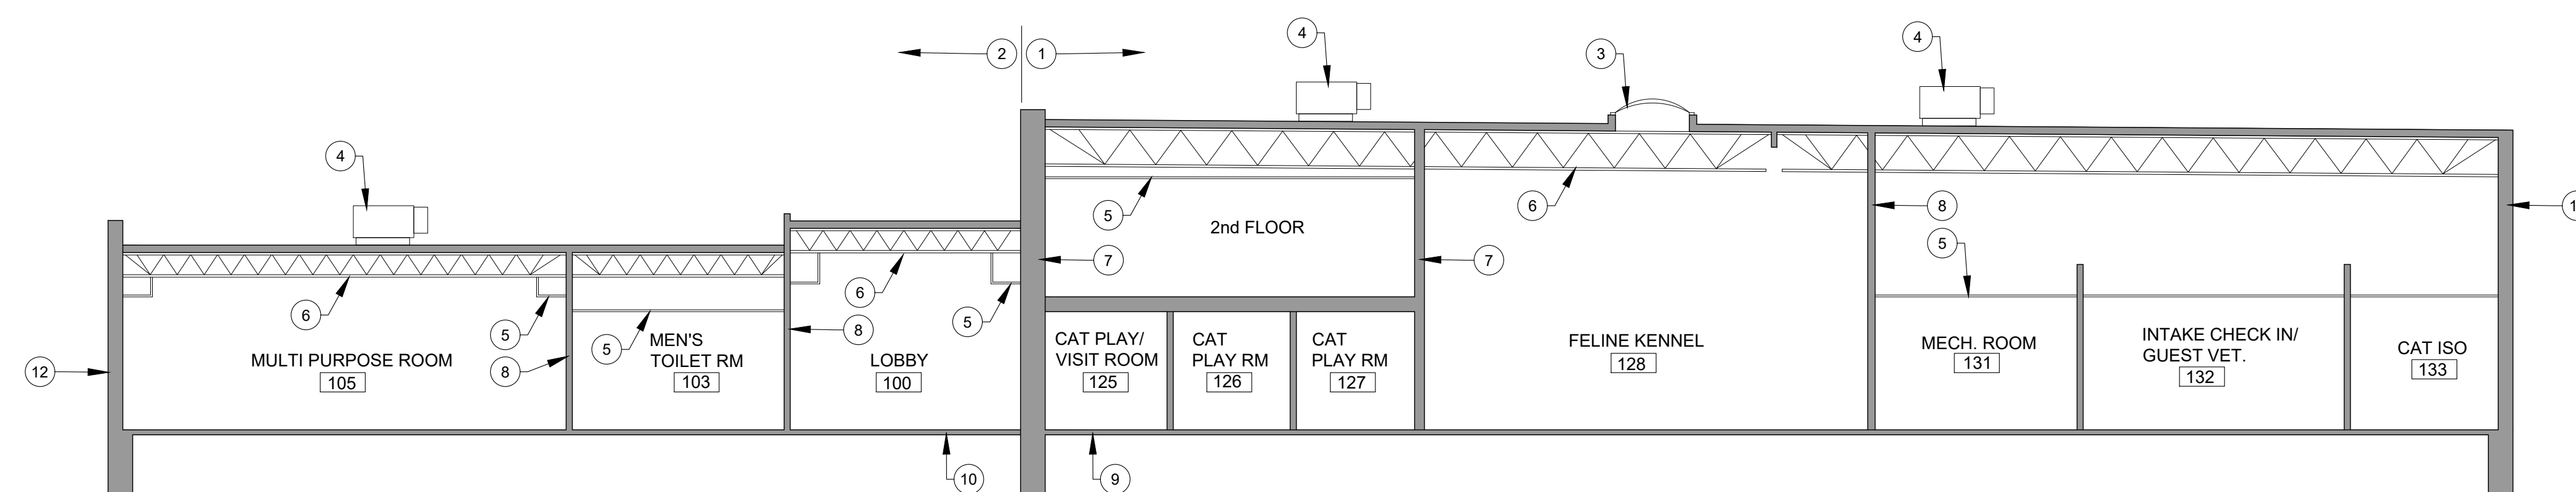 2
1
4
3
4
4
5
6
8
2nd FLOOR
5
7
7
6
5
6
5
5
5
8
8
12
MULTI PURPOSE ROOM
105
MEN'S
TOILET RM
103
LOBBY
100
CAT PLAY/
VISIT ROOM
125
CAT
PLAY RM
126
CAT
PLAY RM
127
FELINE KENNEL
128
MECH. ROOM
131
INTAKE CHECK IN/
GUEST VET.
132
CAT ISO
133
10
9